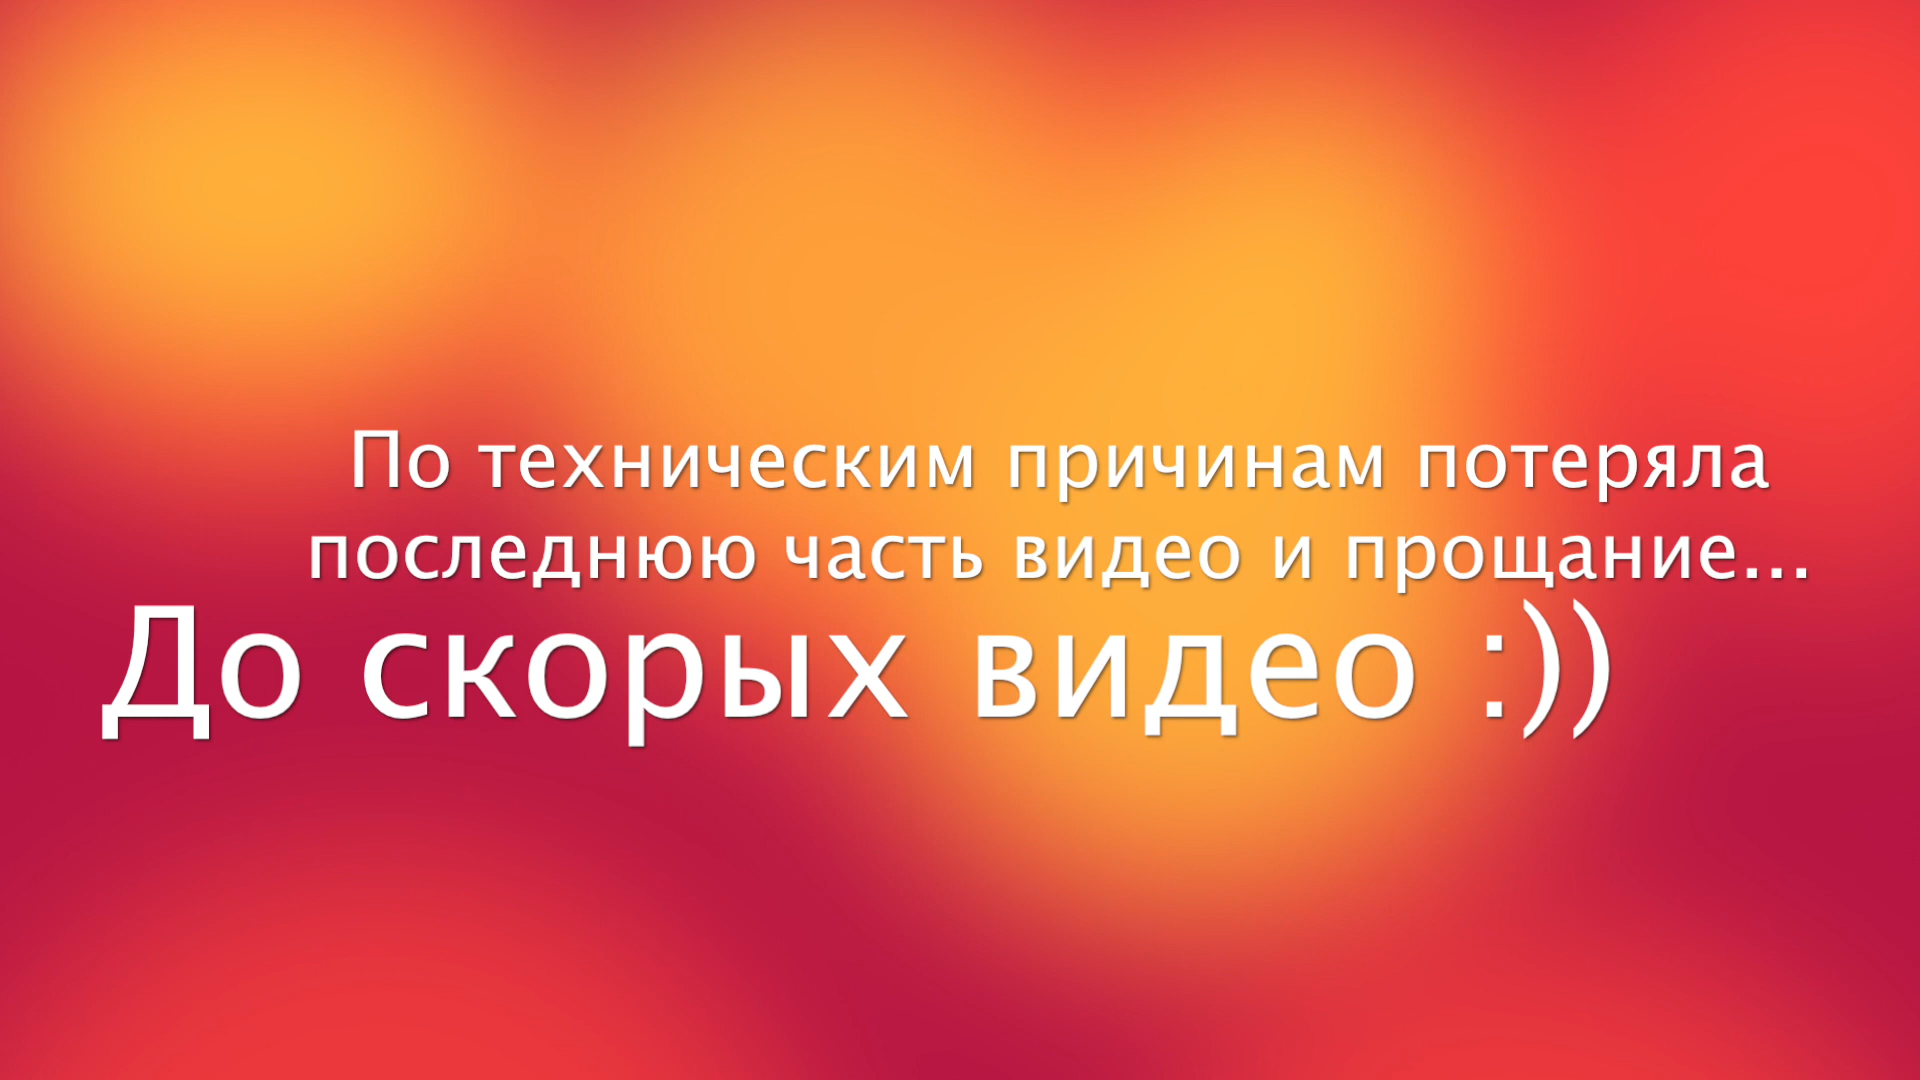 По техническим причинам потеряла
последнюю часть видео и прощание...
До скорых видео :))